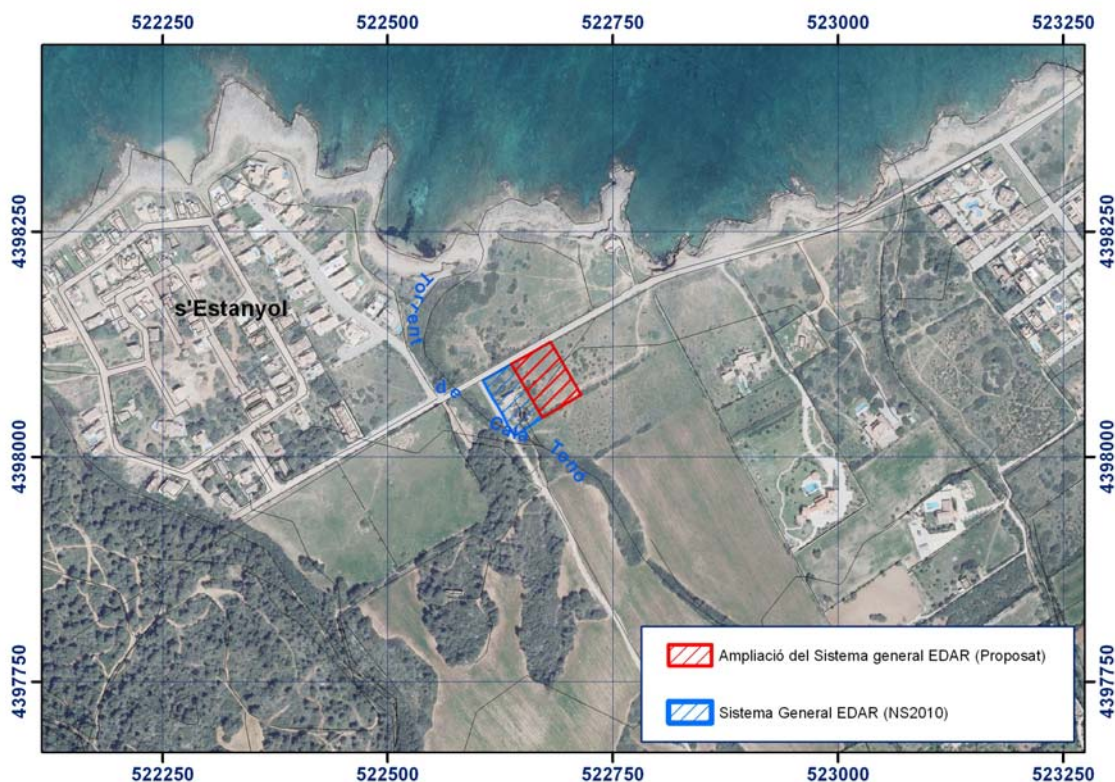 522250 522500 522750 523000 523250
4398250 4398250
s'Estanyol
Torrent de Cala Tono
4398000 4398000
Ampliació del Sistema general EDAR (Proposat)
4397750 4397750
Sistema General EDAR (NS2010)
522250 522500 522750 523000 523250